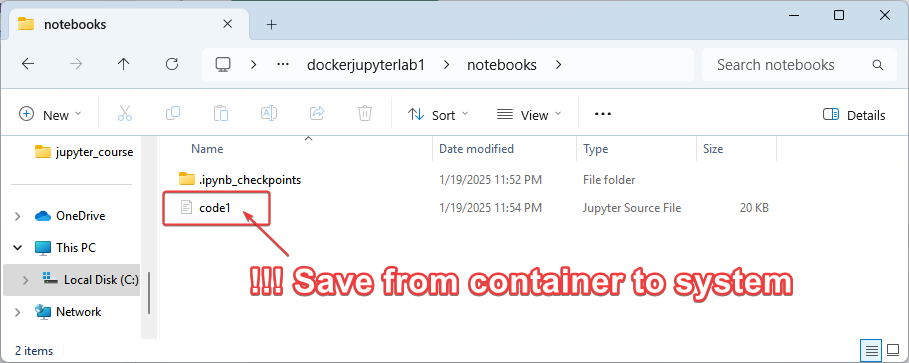 notebooks
dockerjupyterlab1 notebooks Search notebooks
New Sort View Details
jupyter_course
OneDrive
This PC
Local Disk (C:)
Network
Name Date modified Type Size
.ipynb_checkpoints 1/19/2025 11:52 PM File folder
code1 1/19/2025 11:54 PM Jupyter Source File 20 KB
!!! Save from container to system
2 items